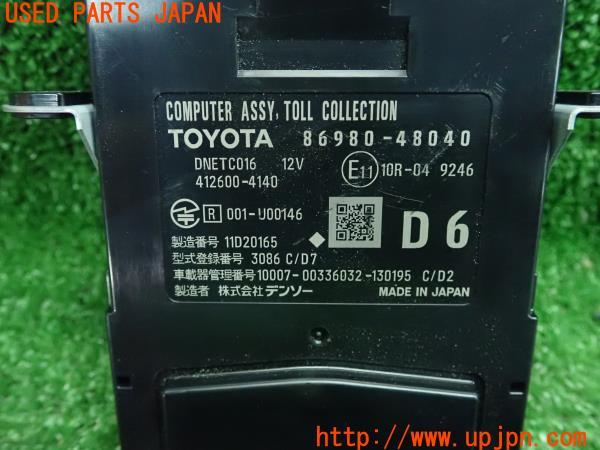 USED PARTS JAPAN
COMPUTER ASSY, TOLL COLLECTION
TOYOTA 86980-48040
DNETC016 12V E11 10R-04 9246
412600-4140
R 001-U00146
D6
製造番号 11D20165
型式登録番号 3086 C/D7
車載器管理番号 10007-00336032-130195 C/D2
製造者 株式会社デンソー MADE IN JAPAN
http://www.upjpn.com